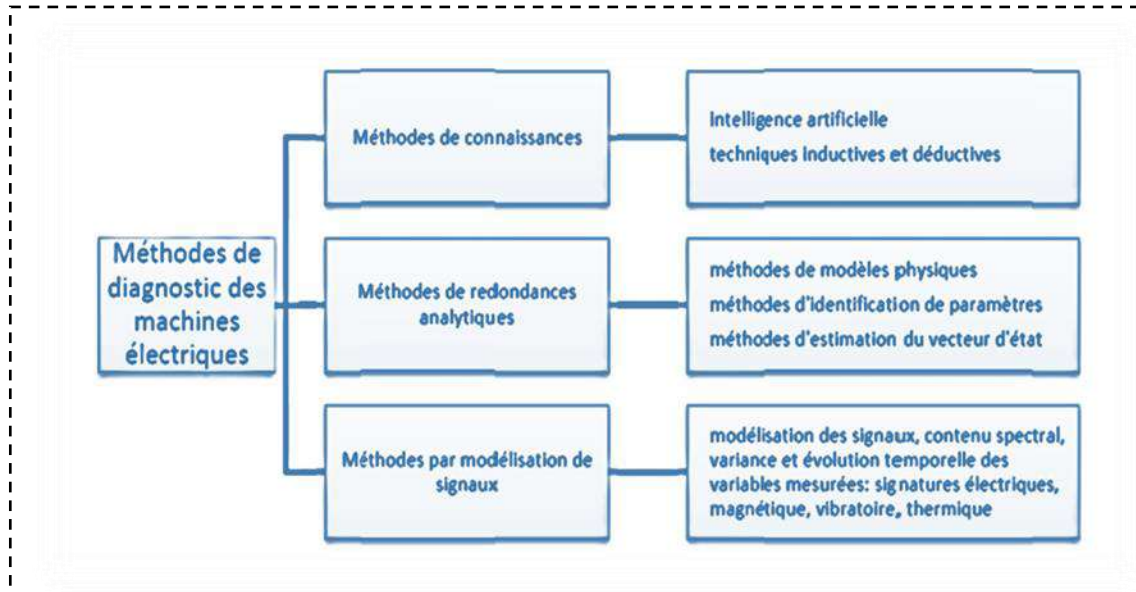 Méthodes de
diagnostic des
machines
électriques
Méthodes de connaissances
Intelligence artificielle
techniques inductives et déductives
Méthodes de redondances
analytiques
méthodes de modèles physiques
méthodes d'identification de paramètres
méthodes d'estimation du vecteur d'état
Méthodes par modélisation de
signaux
modélisation des signaux, contenu spectral,
variance et évolution temporelle des
variables mesurées: signatures électriques,
magnétique, vibratoire, thermique